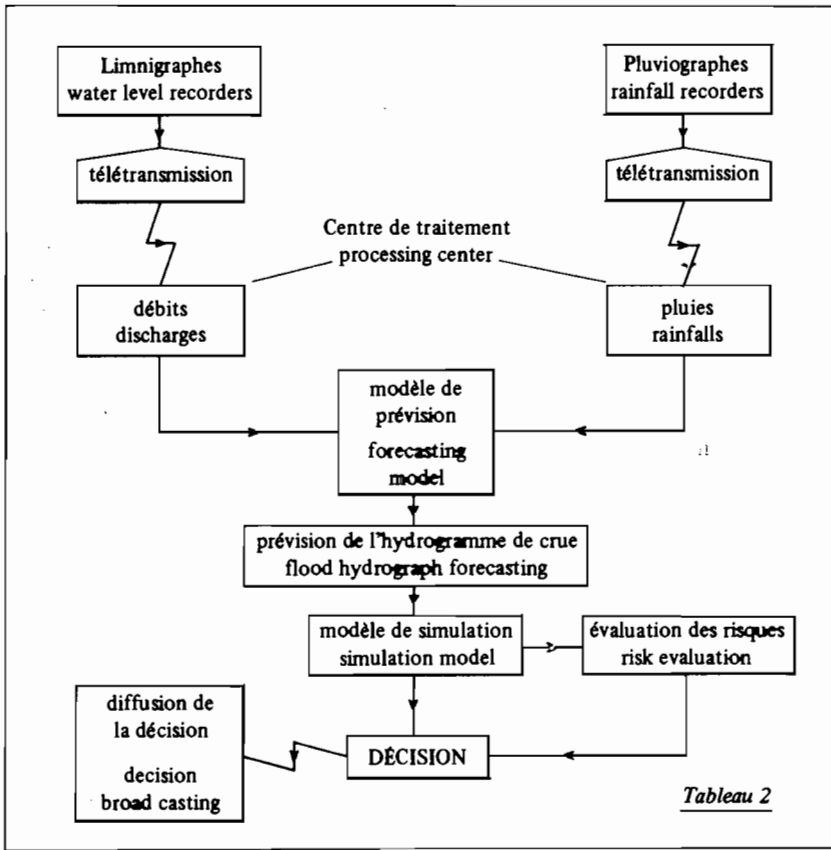 Limnigraphes
water level recorders
Pluviographes
rainfall recorders
télétransmission
télétransmission
Centre de traitement
processing center
débits
discharges
pluies
rainfalls
modèle de
prévision
forecasting
model
prévision de l'hydrogramme de crue
flood hydrograph forecasting
modèle de simulation
simulation model
évaluation des risques
risk evaluation
diffusion de
la décision
decision
broad casting
DÉCISION
Tableau 2